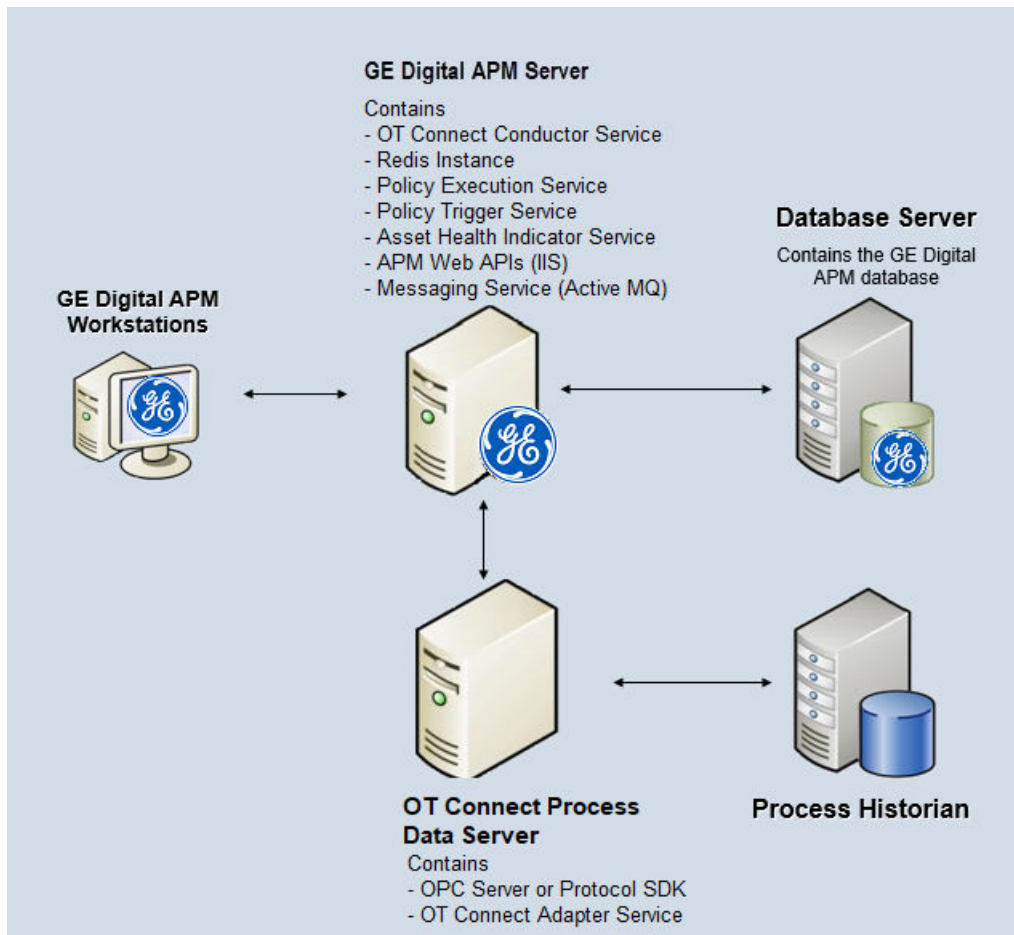 GE Digital APM Server
Contains
- OT Connect Conductor Service
- Redis Instance
- Policy Execution Service
- Policy Trigger Service
- Asset Health Indicator Service
- APM Web APIs (IIS)
- Messaging Service (Active MQ)
Database Server
Contains the GE Digital
APM database
GE Digital APM
Workstations
GE
GE
GE
OT Connect Process
Data Server
Contains
- OPC Server or Protocol SDK
- OT Connect Adapter Service
Process Historian